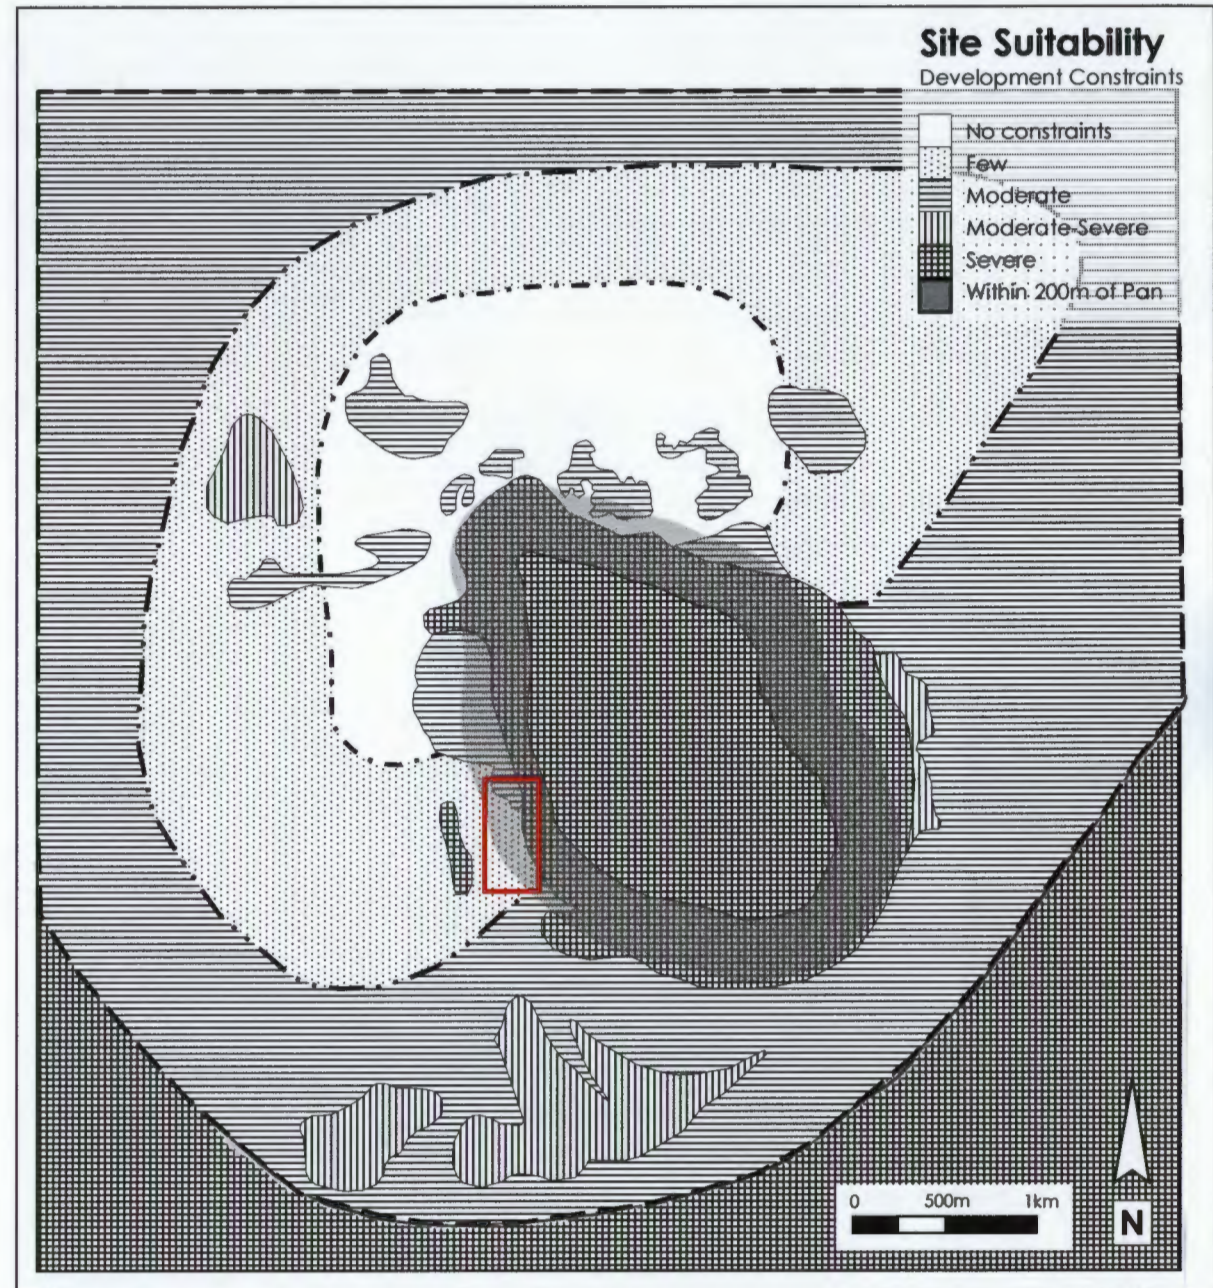 Site Suitability
Development Constraints
No constraints
Few
Moderate
Moderate-Severe
Severe
Within 200m of Pan
0 500m 1km
N